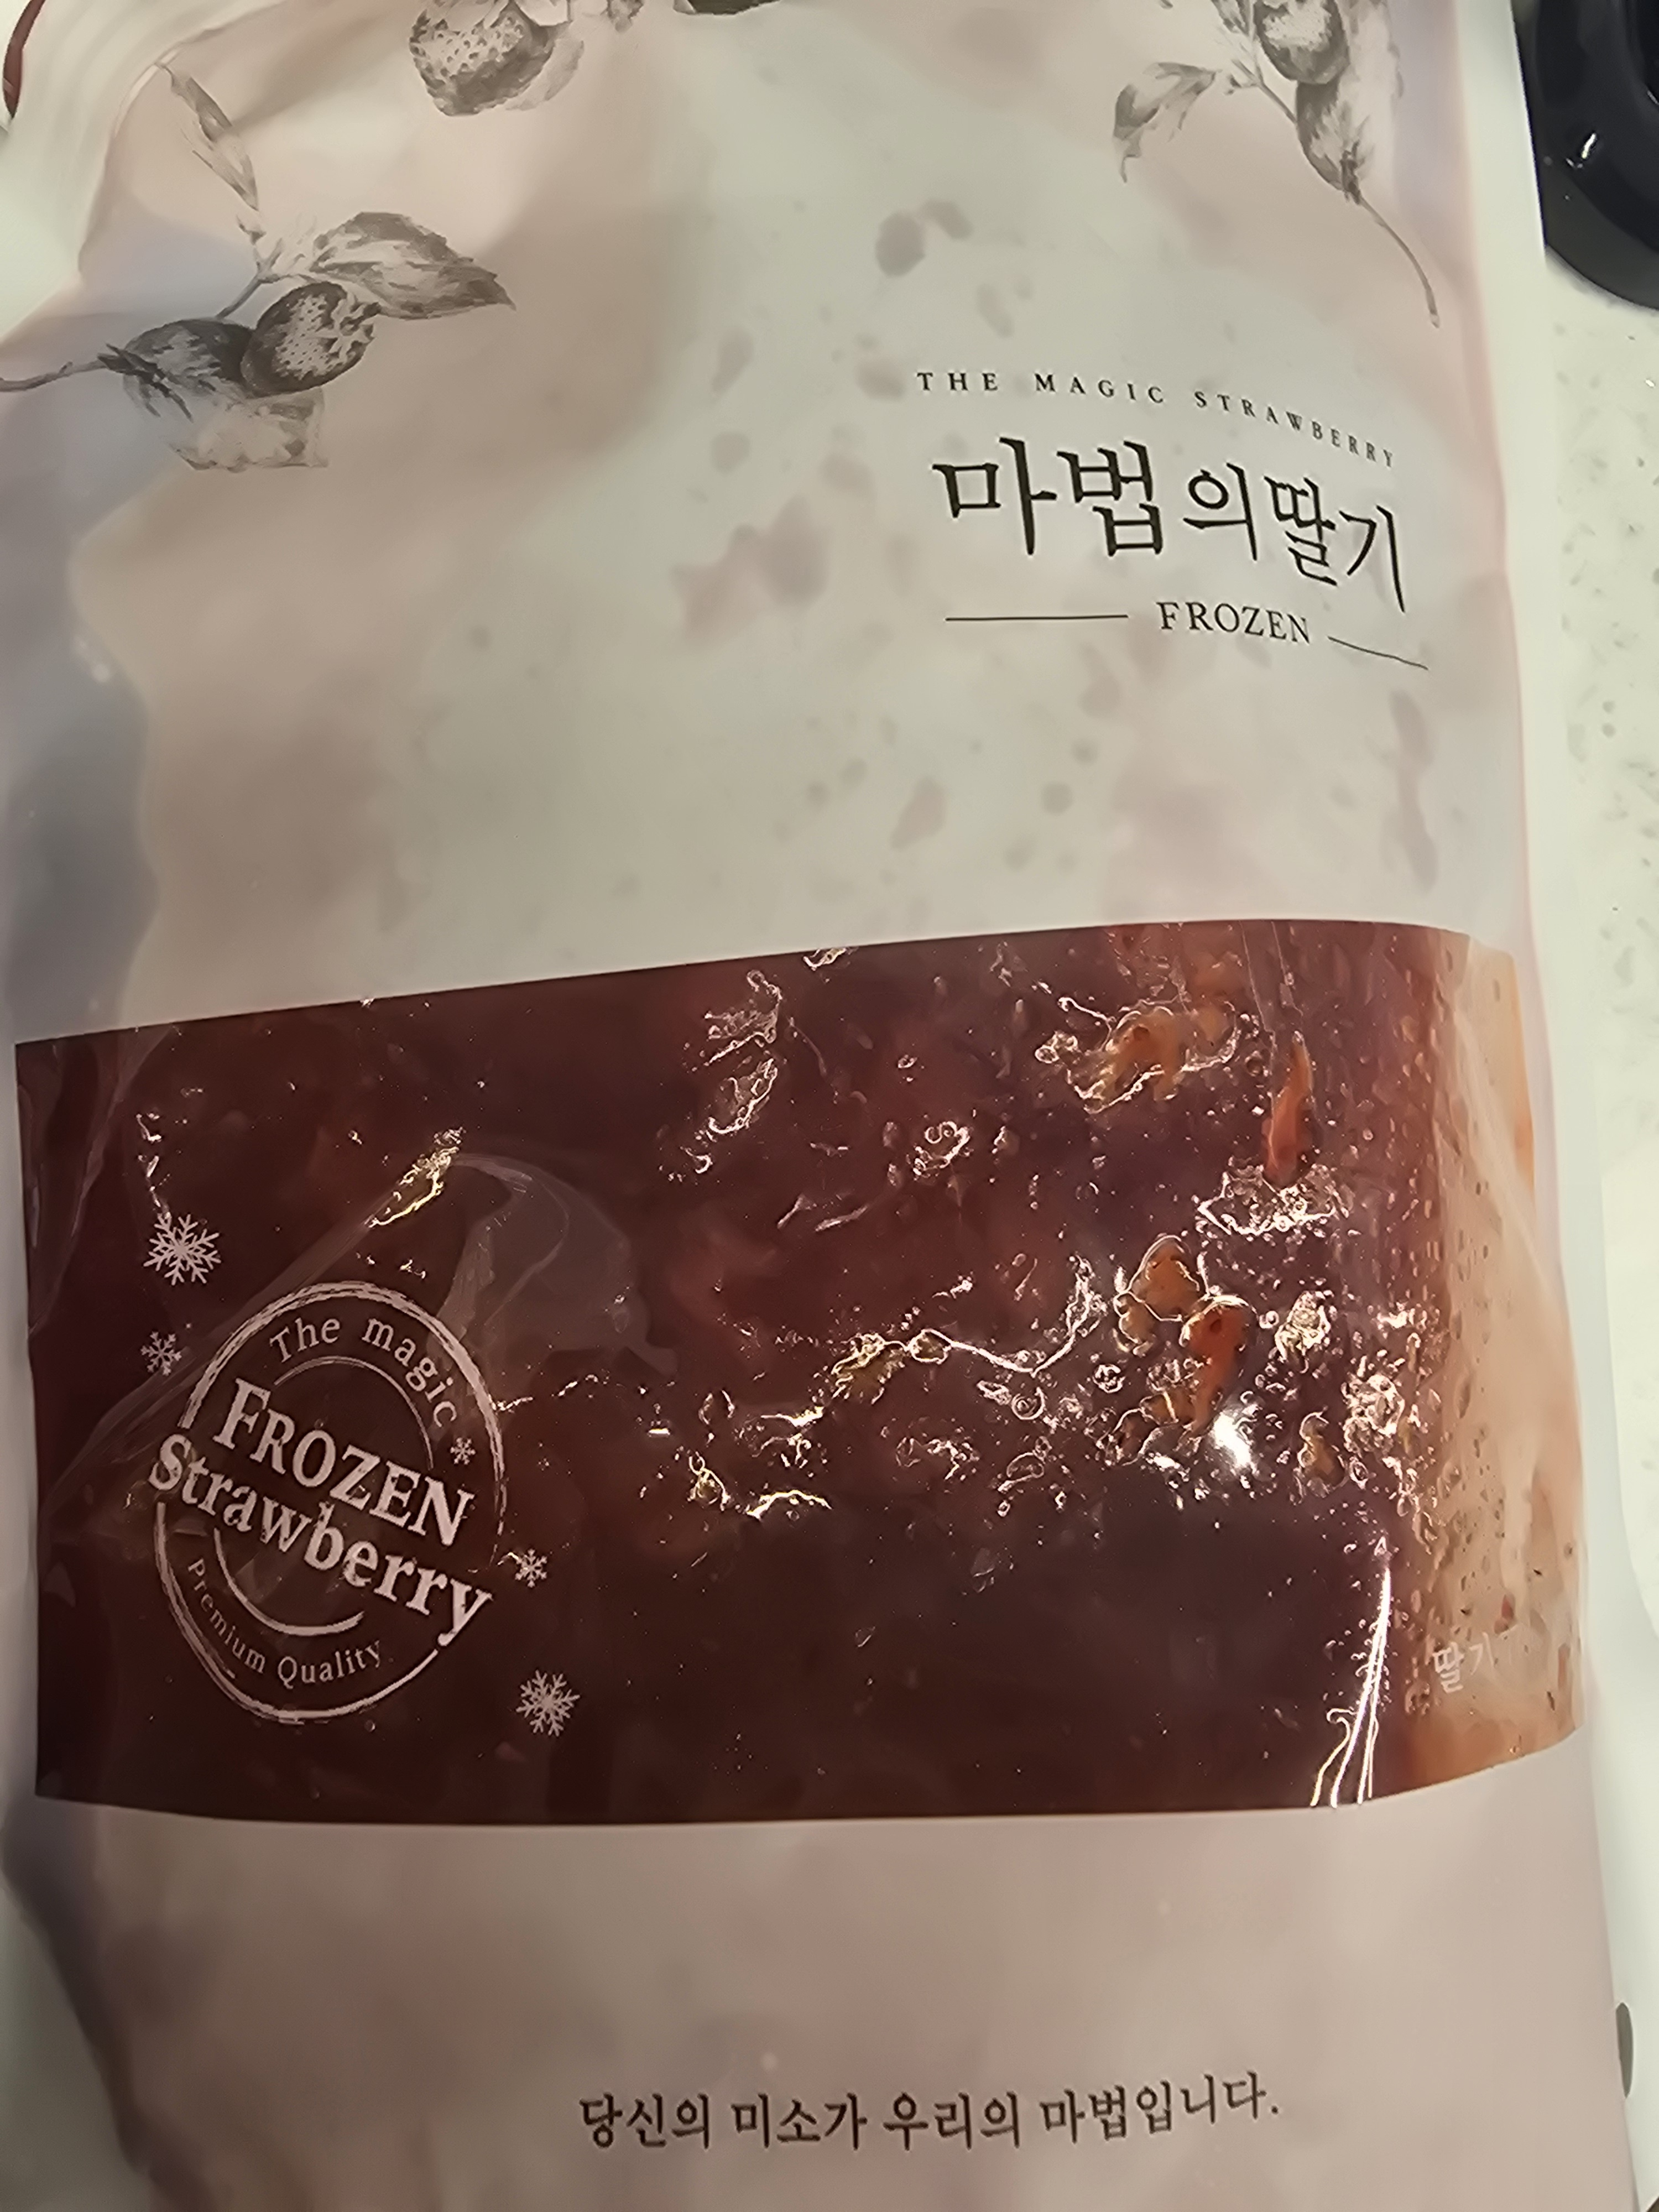 THE MAGIC STRAWBERRY
마법의딸기
FROZEN
The magic
FROZEN
Strawberry
Premium Quality
딸기
당신의 미소가 우리의 마법입니다.